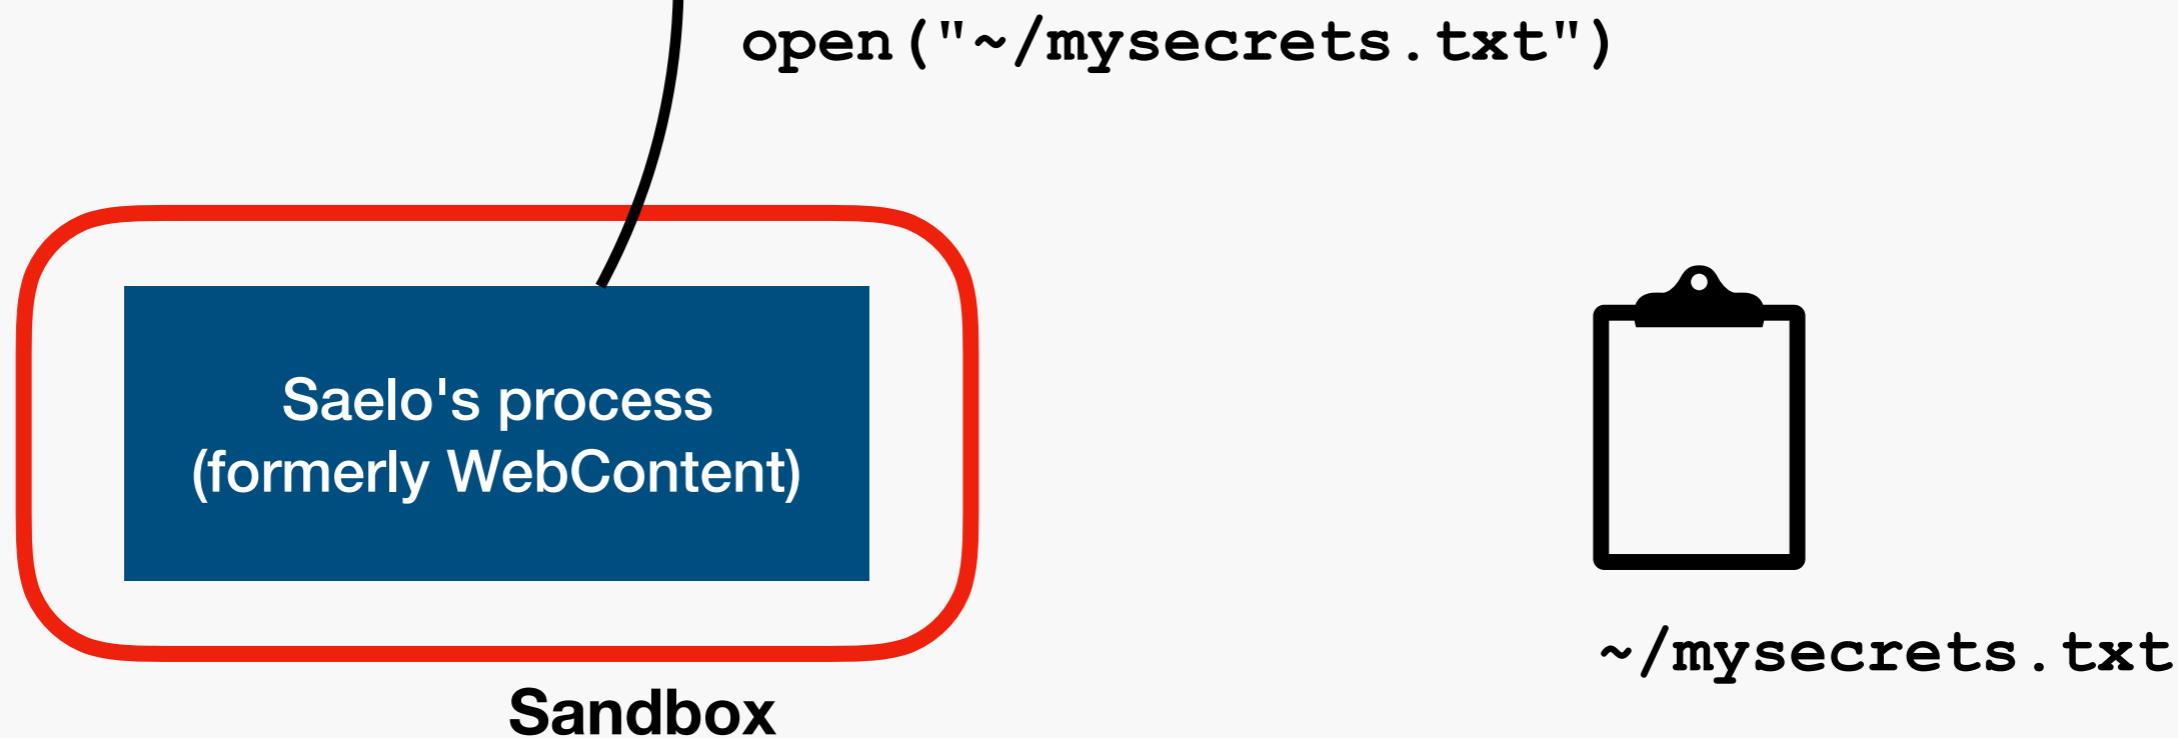 open("~/mysecrets.txt")
Saelo's process
(formerly WebContent)
~/mysecrets.txt
Sandbox